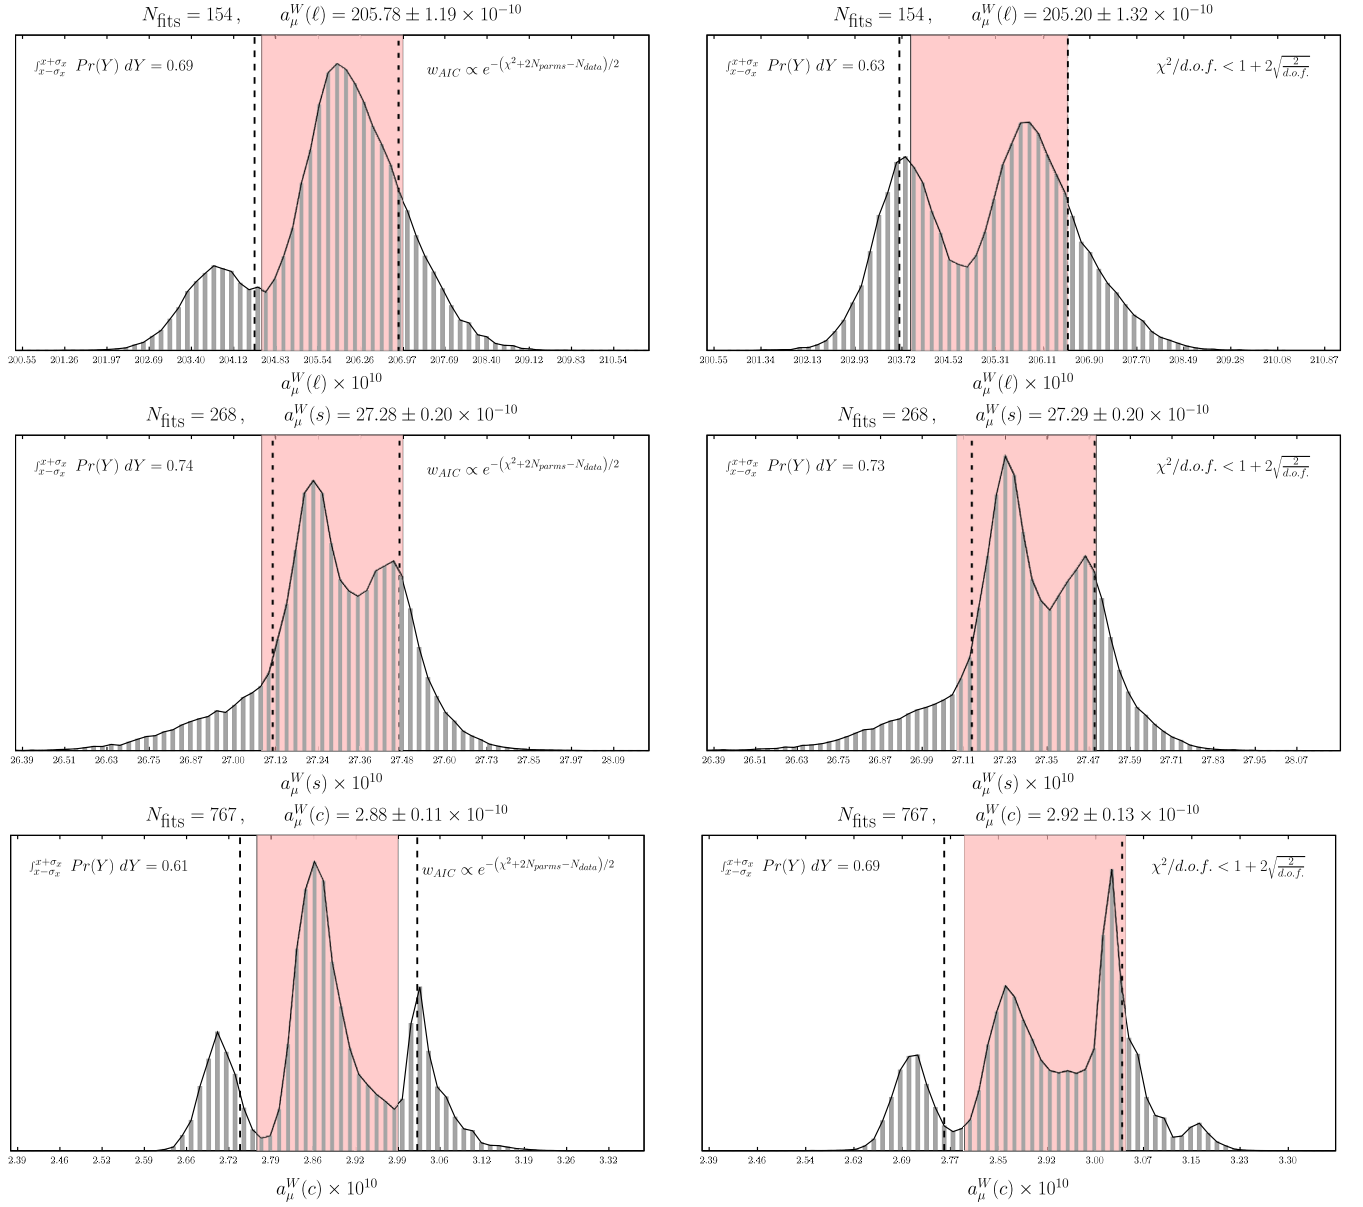 N_fits = 154 , a_μ^W(ℓ) = 205.78 ± 1.19 × 10^−10
∫_{x−σ_x}^{x+σ_x} Pr(Y) dY = 0.69
w_AIC ∝ e^{−(χ²+2N_parms−N_data)/2}
200.55 201.26 201.97 202.69 203.40 204.12 204.83 205.54 206.26 206.97 207.69 208.40 209.13 209.83 210.54
a_μ^W(ℓ) × 10^10
N_fits = 154 , a_μ^W(ℓ) = 205.20 ± 1.32 × 10^−10
∫_{x−σ_x}^{x+σ_x} Pr(Y) dY = 0.63
χ²/d.o.f. < 1 + 2√(2/d.o.f.)
200.55 201.34 202.13 202.93 203.72 204.52 205.31 206.11 206.90 207.70 208.49 209.28 210.08 210.87
a_μ^W(ℓ) × 10^10
N_fits = 268 , a_μ^W(s) = 27.28 ± 0.20 × 10^−10
∫_{x−σ_x}^{x+σ_x} Pr(Y) dY = 0.74
w_AIC ∝ e^{−(χ²+2N_parms−N_data)/2}
26.39 26.51 26.63 26.75 26.87 27.00 27.12 27.24 27.36 27.48 27.60 27.73 27.85 27.97 28.09
a_μ^W(s) × 10^10
N_fits = 268 , a_μ^W(s) = 27.29 ± 0.20 × 10^−10
∫_{x−σ_x}^{x+σ_x} Pr(Y) dY = 0.73
χ²/d.o.f. < 1 + 2√(2/d.o.f.)
26.39 26.51 26.63 26.75 26.87 26.99 27.11 27.23 27.35 27.47 27.59 27.71 27.83 27.95 28.07
a_μ^W(s) × 10^10
N_fits = 767 , a_μ^W(c) = 2.88 ± 0.11 × 10^−10
∫_{x−σ_x}^{x+σ_x} Pr(Y) dY = 0.61
w_AIC ∝ e^{−(χ²+2N_parms−N_data)/2}
2.39 2.46 2.52 2.59 2.66 2.72 2.79 2.86 2.92 2.99 3.06 3.12 3.19 3.26 3.32
a_μ^W(c) × 10^10
N_fits = 767 , a_μ^W(c) = 2.92 ± 0.13 × 10^−10
∫_{x−σ_x}^{x+σ_x} Pr(Y) dY = 0.69
χ²/d.o.f. < 1 + 2√(2/d.o.f.)
2.39 2.46 2.54 2.62 2.69 2.77 2.85 2.92 3.00 3.07 3.15 3.23 3.30
a_μ^W(c) × 10^10